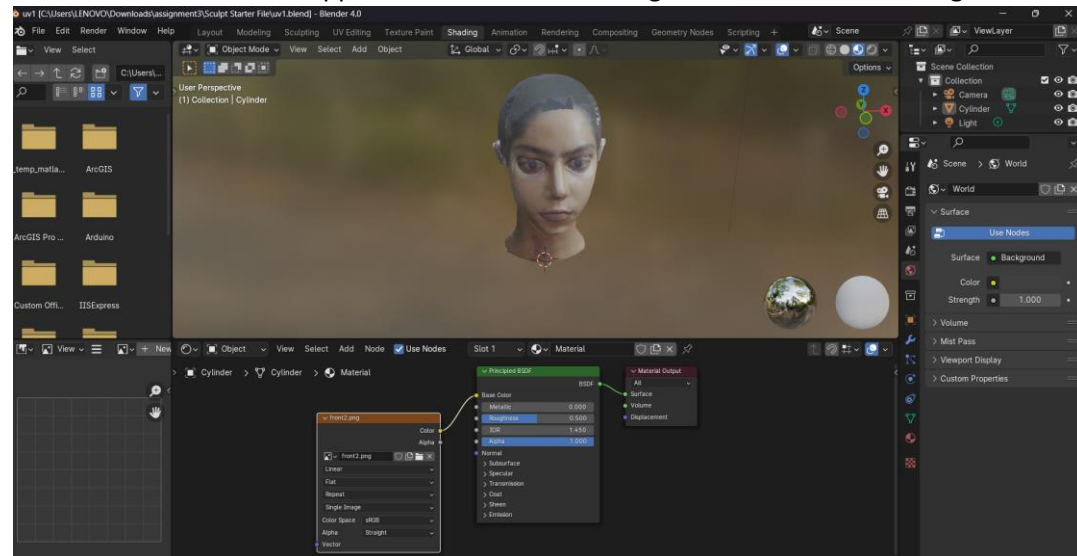 uv1 [C:\Users\LENOVO\Downloads\assignment3\Sculpt Starter File\uv1.blend] - Blender 4.0
File Edit Render Window Help Layout Modeling Sculpting UV Editing Texture Paint Shading Animation Rendering Compositing Geometry Nodes Scripting + Scene ViewLayer
View Select Object Mode View Select Add Object Global
C:\Users\... Options
User Perspective
(1) Collection | Cylinder
Scene Collection
Collection
Camera
Cylinder
Light
_temp_matla... ArcGIS
Scene > World
World
Surface
Use Nodes
ArcGIS Pro ... Arduino
Surface Background
Color
Strength 1.000
Custom Offi... IISExpress
Volume
Mist Pass
Viewport Display
Custom Properties
View + New Object View Select Add Node Use Nodes Slot 1 Material
Cylinder > Cylinder > Material
Principled BSDF
BSDF
Base Color
Metallic 0.000
Roughness 0.500
IOR 1.450
Alpha 1.000
Normal
Subsurface
Specular
Transmission
Coat
Sheen
Emission
Material Output
All
Surface
Volume
Displacement
front2.png
Color
Alpha
front2.png
Linear
Flat
Repeat
Single Image
Color Space sRGB
Alpha Straight
Vector